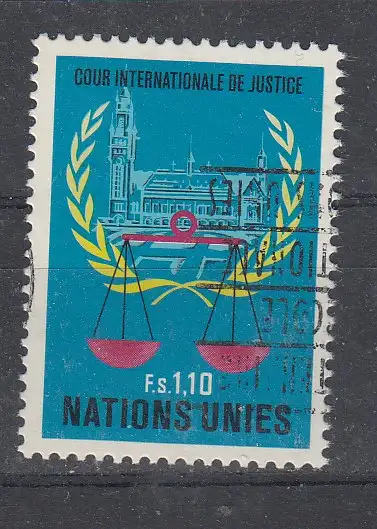 COUR INTERNATIONALE DE JUSTICE
F.s.1,10
NATIONS UNIES